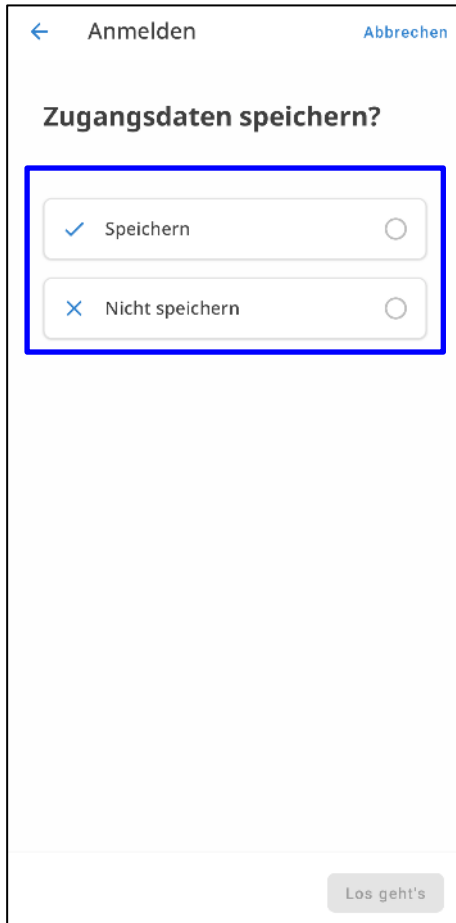 Anmelden
Abbrechen
Zugangsdaten speichern?
Speichern
Nicht speichern
Los geht's